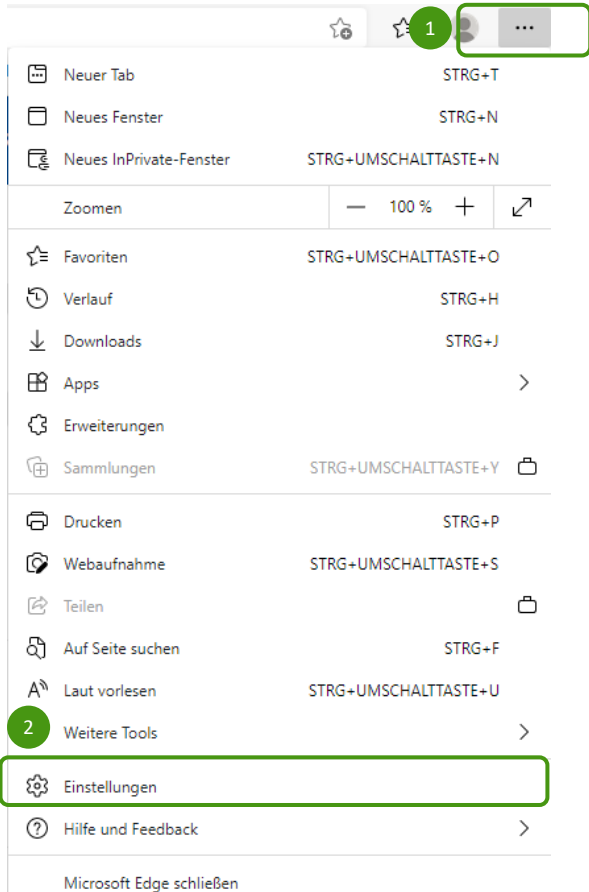 1
Neuer Tab STRG+T
Neues Fenster STRG+N
Neues InPrivate-Fenster STRG+UMSCHALTTASTE+N
Zoomen — 100 % +
Favoriten STRG+UMSCHALTTASTE+O
Verlauf STRG+H
Downloads STRG+J
Apps
Erweiterungen
Sammlungen STRG+UMSCHALTTASTE+Y
Drucken STRG+P
Webaufnahme STRG+UMSCHALTTASTE+S
Teilen
Auf Seite suchen STRG+F
Laut vorlesen STRG+UMSCHALTTASTE+U
2 Weitere Tools
Einstellungen
Hilfe und Feedback
Microsoft Edge schließen